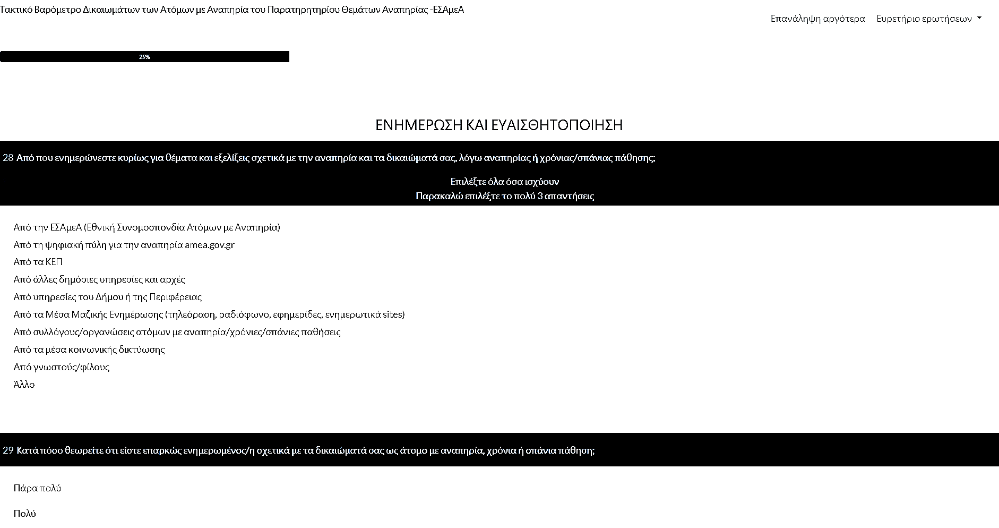 Τακτικό Βαρόμετρο Δικαιωμάτων των Ατόμων με Αναπηρία του Παρατηρητηρίου Θεμάτων Αναπηρίας -ΕΣΑμεΑ
Επανάληψη αργότερα
Ευρετήριο ερωτήσεων
29%
ΕΝΗΜΕΡΩΣΗ ΚΑΙ ΕΥΑΙΣΘΗΤΟΠΟΙΗΣΗ
28 Από που ενημερώνεστε κυρίως για θέματα και εξελίξεις σχετικά με την αναπηρία και τα δικαιώματά σας, λόγω αναπηρίας ή χρόνιας/σπάνιας πάθησης;
Επιλέξτε όλα όσα ισχύουν
Παρακαλώ επιλέξτε το πολύ 3 απαντήσεις
Από την ΕΣΑμεΑ (Εθνική Συνομοσπονδία Ατόμων με Αναπηρία)
Από τη ψηφιακή πύλη για την αναπηρία amea.gov.gr
Από τα ΚΕΠ
Από άλλες δημόσιες υπηρεσίες και αρχές
Από υπηρεσίες του Δήμου ή της Περιφέρειας
Από τα Μέσα Μαζικής Ενημέρωσης (τηλεόραση, ραδιόφωνο, εφημερίδες, ενημερωτικά sites)
Από συλλόγους/οργανώσεις ατόμων με αναπηρία/χρόνιες/σπάνιες παθήσεις
Από τα μέσα κοινωνικής δικτύωσης
Από γνωστούς/φίλους
Άλλο
29 Κατά πόσο θεωρείτε ότι είστε επαρκώς ενημερωμένος/η σχετικά με τα δικαιώματά σας ως άτομο με αναπηρία, χρόνια ή σπάνια πάθηση;
Πάρα πολύ
Πολύ